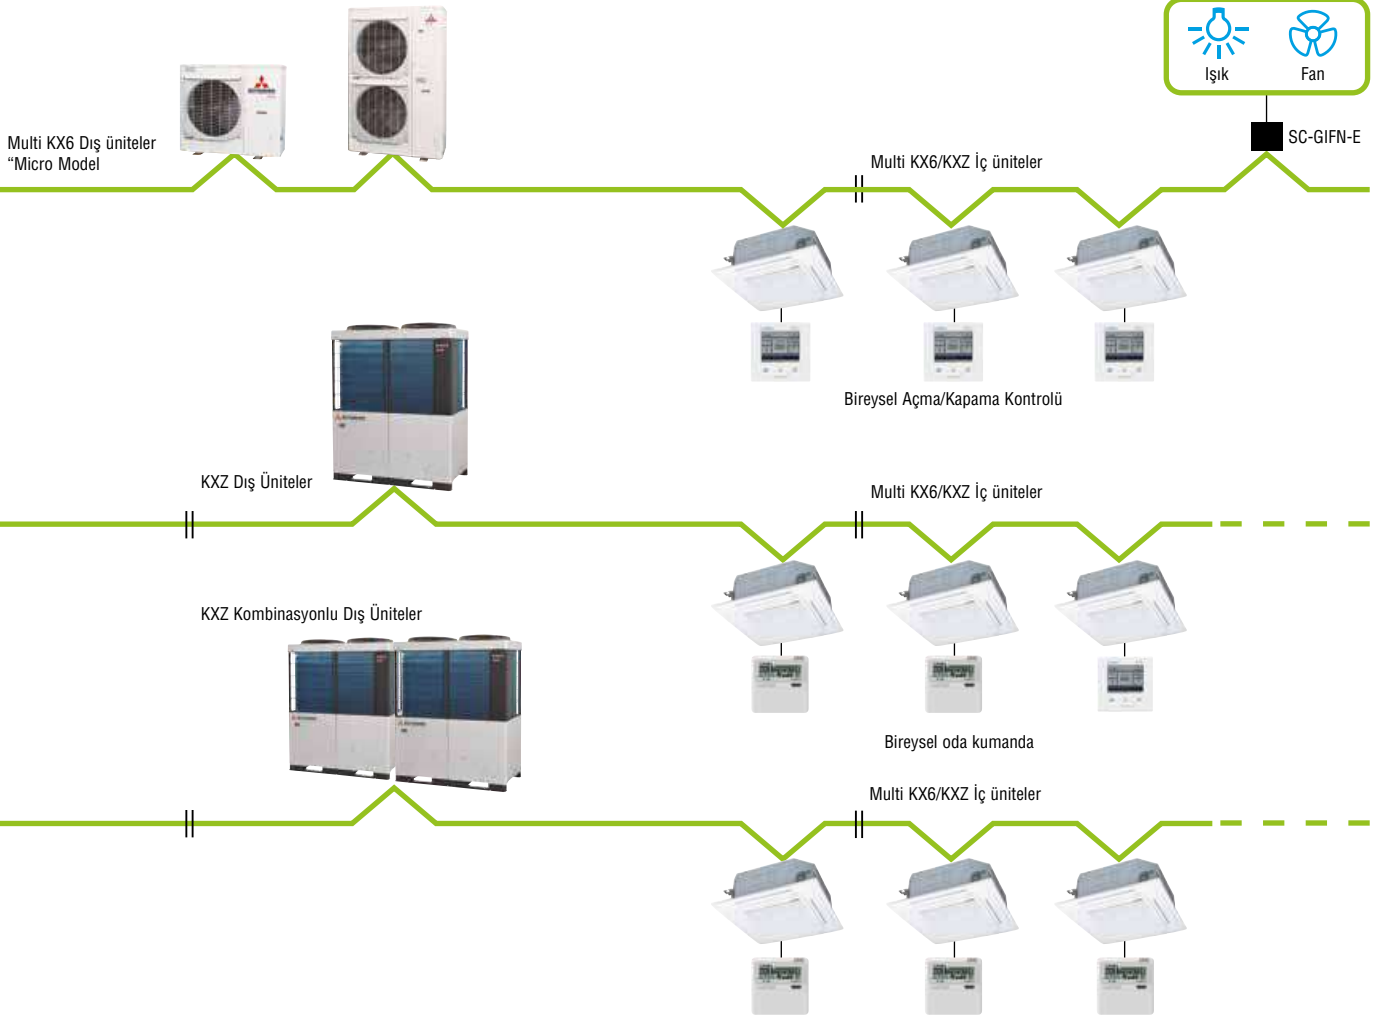 Işık
Fan
SC-GIFN-E
Multi KX6 Dış üniteler
“Micro Model
Multi KX6/KXZ İç üniteler
Bireysel Açma/Kapama Kontrolü
KXZ Dış Üniteler
Multi KX6/KXZ İç üniteler
KXZ Kombinasyonlu Dış Üniteler
Bireysel oda kumanda
Multi KX6/KXZ İç üniteler